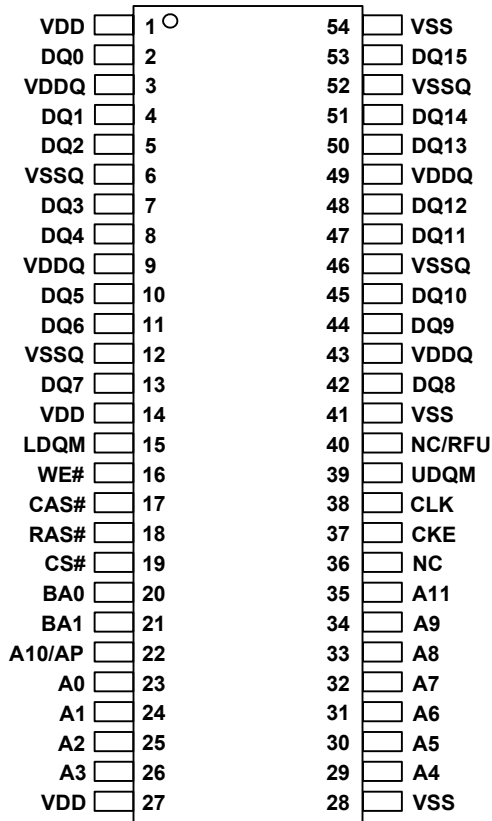 VDD 1 54 VSS
DQ0 2 53 DQ15
VDDQ 3 52 VSSQ
DQ1 4 51 DQ14
DQ2 5 50 DQ13
VSSQ 6 49 VDDQ
DQ3 7 48 DQ12
DQ4 8 47 DQ11
VDDQ 9 46 VSSQ
DQ5 10 45 DQ10
DQ6 11 44 DQ9
VSSQ 12 43 VDDQ
DQ7 13 42 DQ8
VDD 14 41 VSS
LDQM 15 40 NC/RFU
WE# 16 39 UDQM
CAS# 17 38 CLK
RAS# 18 37 CKE
CS# 19 36 NC
BA0 20 35 A11
BA1 21 34 A9
A10/AP 22 33 A8
A0 23 32 A7
A1 24 31 A6
A2 25 30 A5
A3 26 29 A4
VDD 27 28 VSS